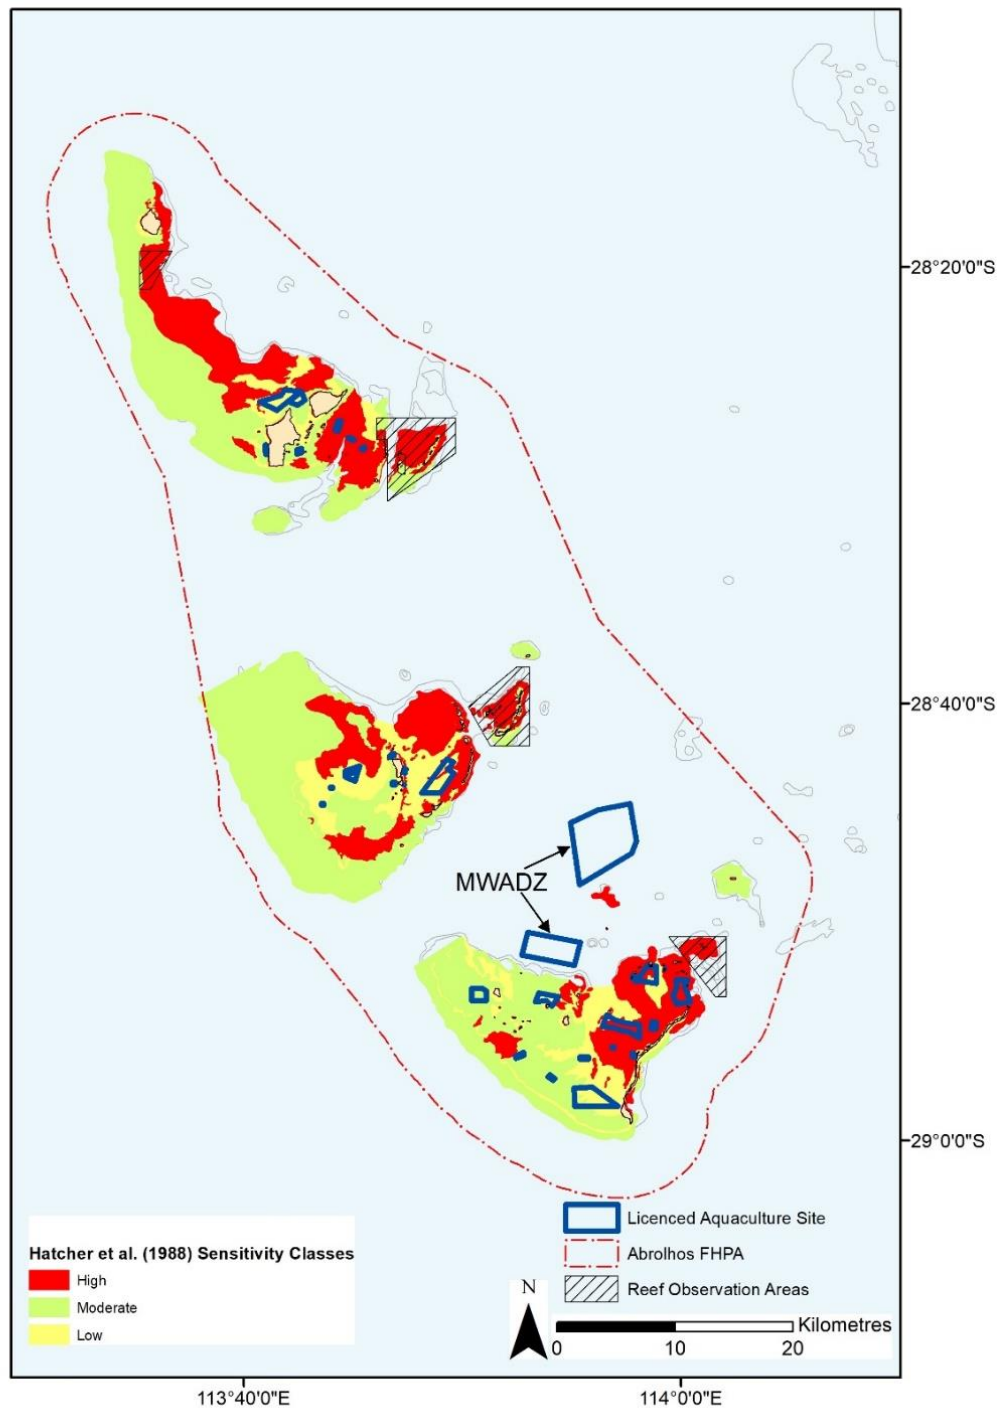 28°20'0"S
28°40'0"S
MWADZ
29°0'0"S
Hatcher et al. (1988) Sensitivity Classes
High
Moderate
Low
Licenced Aquaculture Site
Abrolhos FHPA
Reef Observation Areas
N
Kilometres
0 10 20
113°40'0"E 114°0'0"E